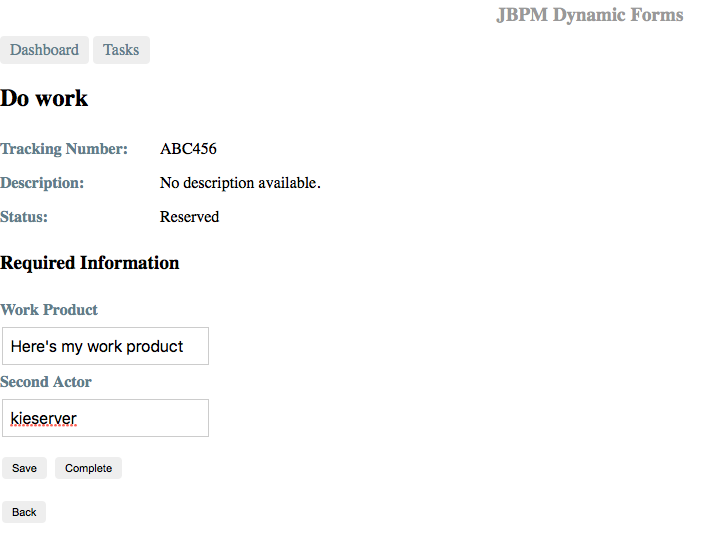 JBPM Dynamic Forms
Dashboard Tasks
Do work
Tracking Number: ABC456
Description: No description available.
Status: Reserved
Required Information
Work Product
Here's my work product
Second Actor
kieserver
Save Complete
Back